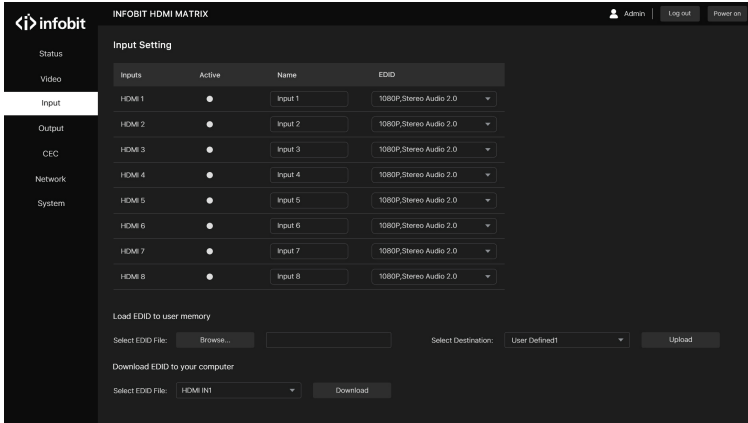 infobit
INFOBIT HDMI MATRIX
Admin
Log out
Power on
Status
Video
Input
Output
CEC
Network
System
Input Setting
Inputs Active Name EDID
HDMI 1 Input 1 1080P,Stereo Audio 2.0
HDMI 2 Input 2 1080P,Stereo Audio 2.0
HDMI 3 Input 3 1080P,Stereo Audio 2.0
HDMI 4 Input 4 1080P,Stereo Audio 2.0
HDMI 5 Input 5 1080P,Stereo Audio 2.0
HDMI 6 Input 6 1080P,Stereo Audio 2.0
HDMI 7 Input 7 1080P,Stereo Audio 2.0
HDMI 8 Input 8 1080P,Stereo Audio 2.0
Load EDID to user memory
Select EDID File: Browse... Select Destination: User Defined1 Upload
Download EDID to your computer
Select EDID File: HDMI IN1 Download